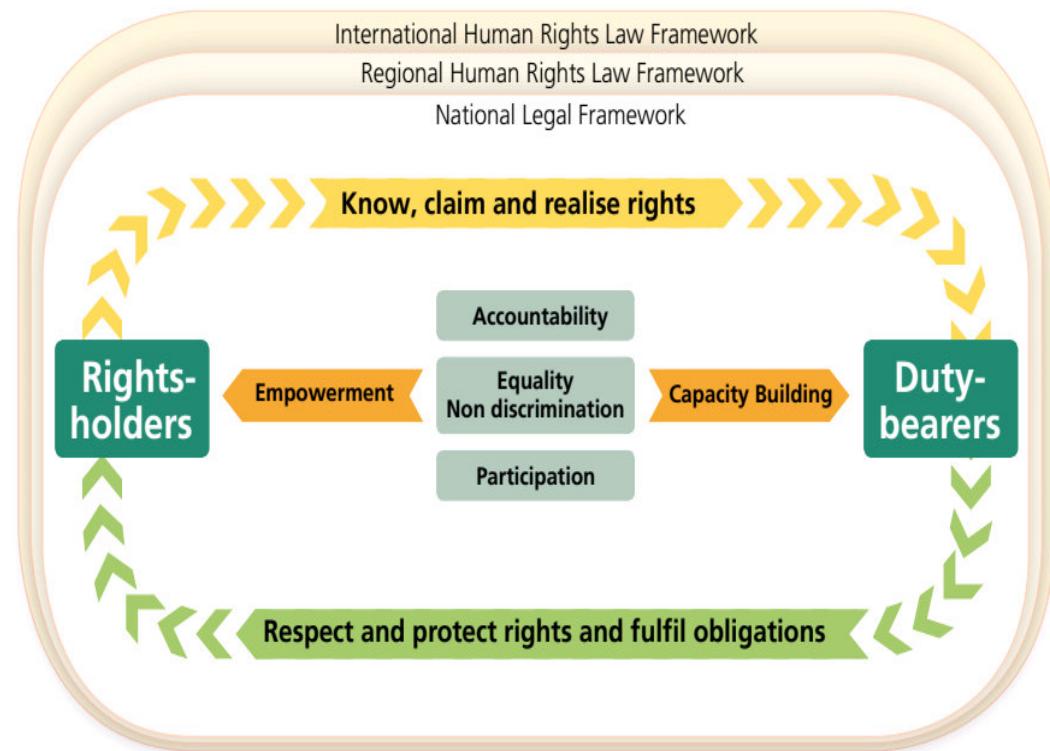 International Human Rights Law Framework
Regional Human Rights Law Framework
National Legal Framework
Know, claim and realise rights
Accountability
Rights-
holders
Empowerment
Equality
Non discrimination
Capacity Building
Duty-
bearers
Participation
Respect and protect rights and fulfil obligations